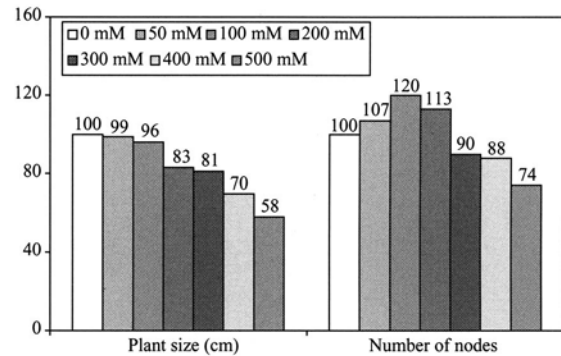 160
120
80
40
0
0 mM 50 mM 100 mM 200 mM
300 mM 400 mM 500 mM
100 99 96 83 81 70 58
100 107 120 113 90 88 74
Plant size (cm) Number of nodes